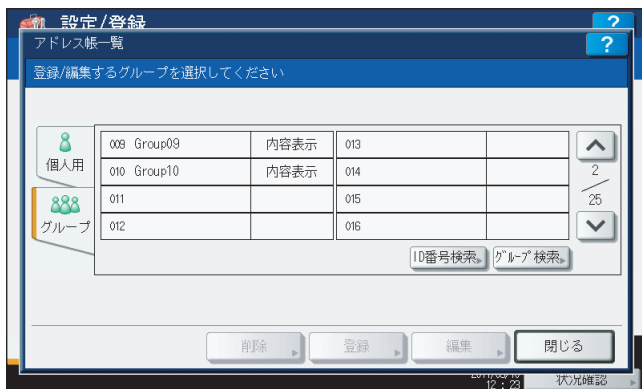 設定/登録
?
アドレス帳一覧
?
登録/編集するグループを選択してください
個人用
グループ
009 Group09 内容表示 013
010 Group10 内容表示 014
011 015
012 016
2
25
ID番号検索
グループ検索
削除
登録
編集
閉じる
12:23
状況確認